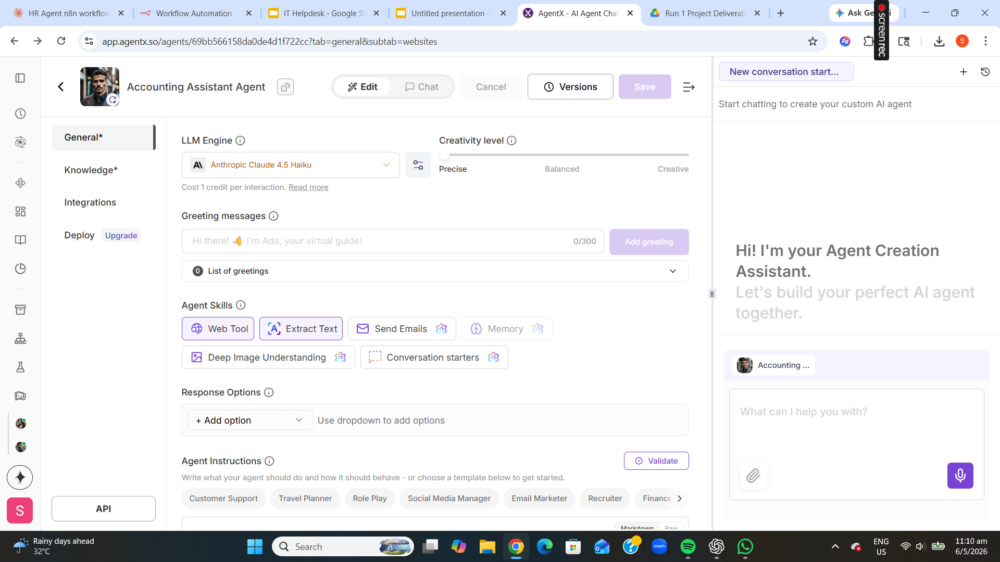 HR Agent n8n workflow
Workflow Automation -
IT Helpdesk - Google Sl
Untitled presentation -
AgentX - AI Agent Chat
Run 1 Project Deliverab
Ask Ge
screenrec
app.agentx.so/agents/69bb566158da0de4d1f722cc?tab=general&subtab=websites
S
Accounting Assistant Agent
Edit
Chat
Cancel
Versions
Save
New conversation start...
Start chatting to create your custom AI agent
General*
Knowledge*
Integrations
Deploy
Upgrade
API
S
LLM Engine
Anthropic Claude 4.5 Haiku
Cost 1 credit per interaction. Read more
Creativity level
Precise
Balanced
Creative
Greeting messages
Hi there! 👋 I'm Ada, your virtual guide!
0/300
Add greeting
0
List of greetings
Agent Skills
Web Tool
Extract Text
Send Emails
Memory
Deep Image Understanding
Conversation starters
Response Options
+ Add option
Use dropdown to add options
Agent Instructions
Validate
Write what your agent should do and how it should behave - or choose a template below to get started.
Customer Support
Travel Planner
Role Play
Social Media Manager
Email Marketer
Recruiter
Finance
Markdown
Raw
Hi! I'm your Agent Creation
Assistant.
Let's build your perfect AI agent
together.
Accounting ...
What can I help you with?
Rainy days ahead
32°C
Search
zoom
ENG
US
11:10 am
6/5/2026